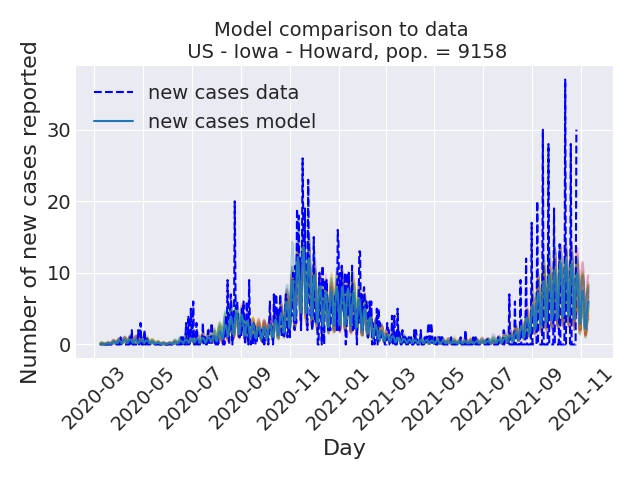 Model comparison to data
US - Iowa - Howard, pop. = 9158
new cases data
new cases model
Number of new cases reported
30
20
10
0
2020-03
2020-05
2020-07
2020-09
2020-11
2021-01
2021-03
2021-05
2021-07
2021-09
2021-11
Day